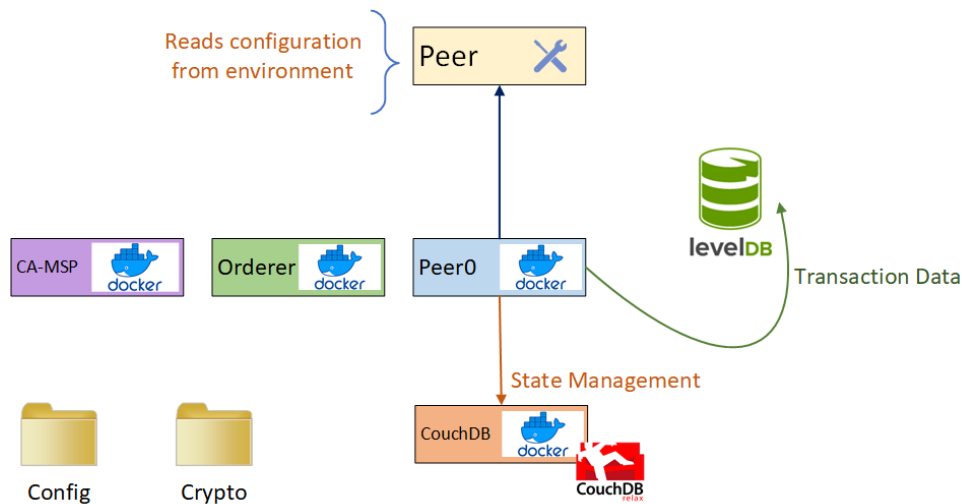 Reads configuration
from environment
Peer
levelDB
CA-MSP
docker
Orderer
docker
Peer0
docker
Transaction Data
State Management
CouchDB
docker
CouchDB
relax
Config
Crypto